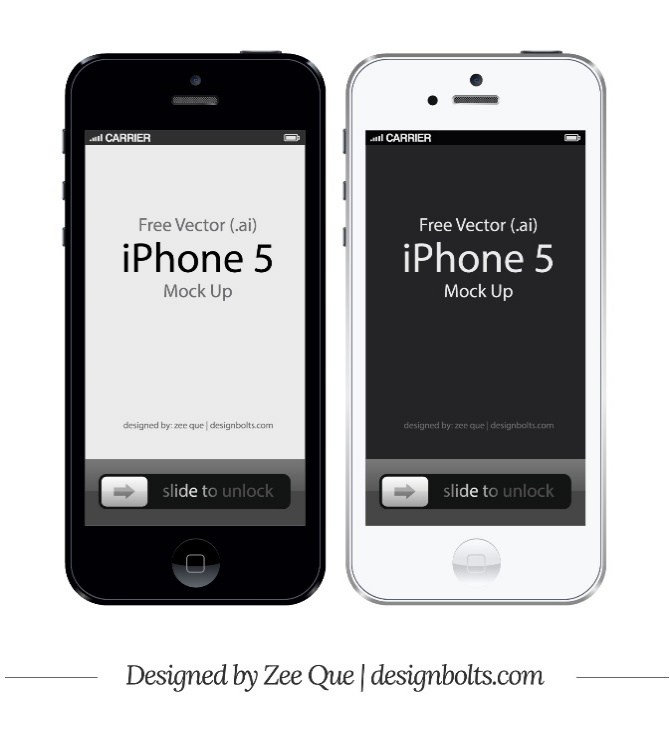 CARRIER
Free Vector (.ai)
iPhone 5
Mock Up
designed by: zee que | designbolts.com
slide to unlock
CARRIER
Free Vector (.ai)
iPhone 5
Mock Up
designed by: zee que | designbolts.com
slide to unlock
Designed by Zee Que | designbolts.com